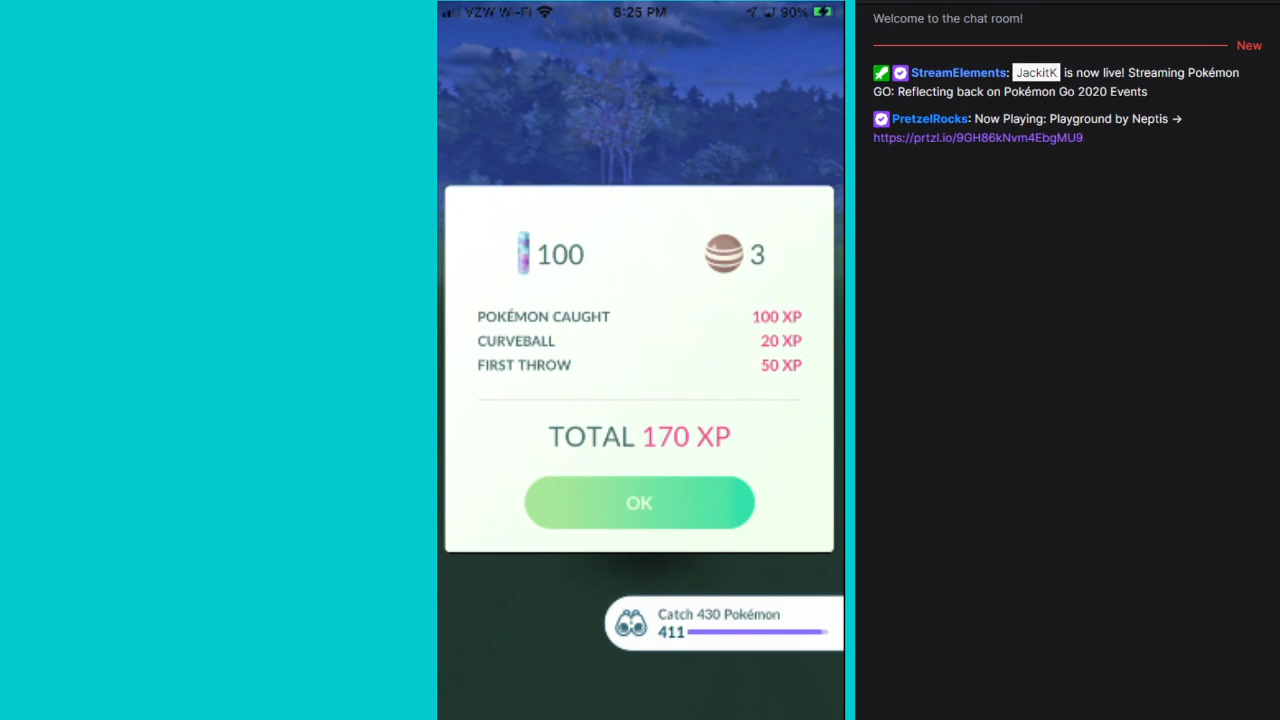 VZW Wi-Fi 8:25 PM 90%
100 3
POKÉMON CAUGHT 100 XP
CURVEBALL 20 XP
FIRST THROW 50 XP
TOTAL 170 XP
OK
Catch 430 Pokémon
411
Welcome to the chat room!
New
StreamElements: JackitK is now live! Streaming Pokémon
GO: Reflecting back on Pokémon Go 2020 Events
PretzelRocks: Now Playing: Playground by Neptis →
https://prtzl.io/9GH86kNvm4EbgMU9